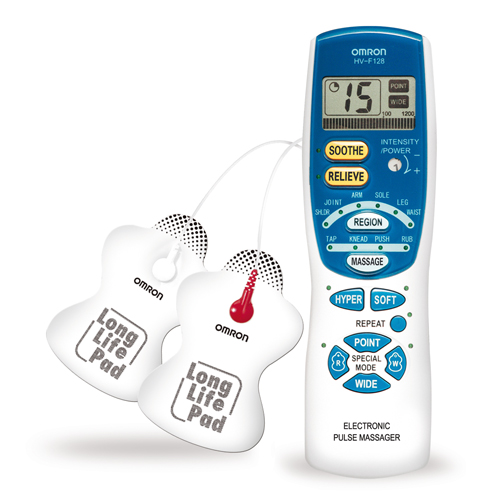 OMRON
HV-F128
15
POINT
WIDE
100 1200
SOOTHE
INTENSITY
/POWER
−
+
RELIEVE
ARM SOLE
JOINT LEG
SHLDR WAIST
REGION
TAP KNEAD PUSH RUB
MASSAGE
HYPER SOFT
REPEAT
POINT
R SPECIAL MODE W
WIDE
ELECTRONIC
PULSE MASSAGER
OMRON
Long
Life
Pad
OMRON
Long
Life
Pad